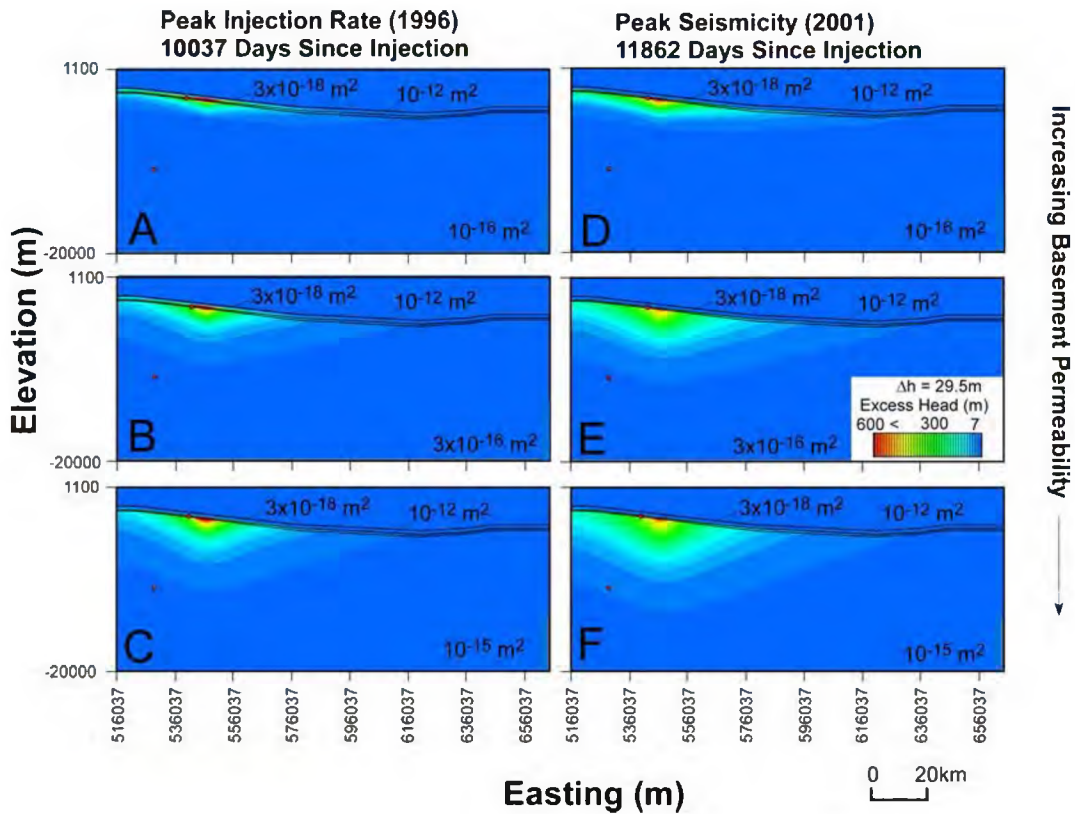 Peak Injection Rate (1996)
10037 Days Since Injection
Peak Seismicity (2001)
11862 Days Since Injection
1100
3x10-18 m2
10-12 m2
A
10-16 m2
-20000
3x10-18 m2
10-12 m2
D
10-16 m2
1100
3x10-18 m2
10-12 m2
B
3x10-16 m2
-20000
3x10-18 m2
10-12 m2
E
3x10-16 m2
Δh = 29.5m
Excess Head (m)
600 < 300 7
1100
3x10-18 m2
10-12 m2
C
10-15 m2
-20000
3x10-18 m2
10-12 m2
F
10-15 m2
Elevation (m)
Increasing Basement Permeability
516037
536037
556037
576037
596037
616037
636037
656037
516037
536037
556037
576037
596037
616037
636037
656037
Easting (m)
0 20km